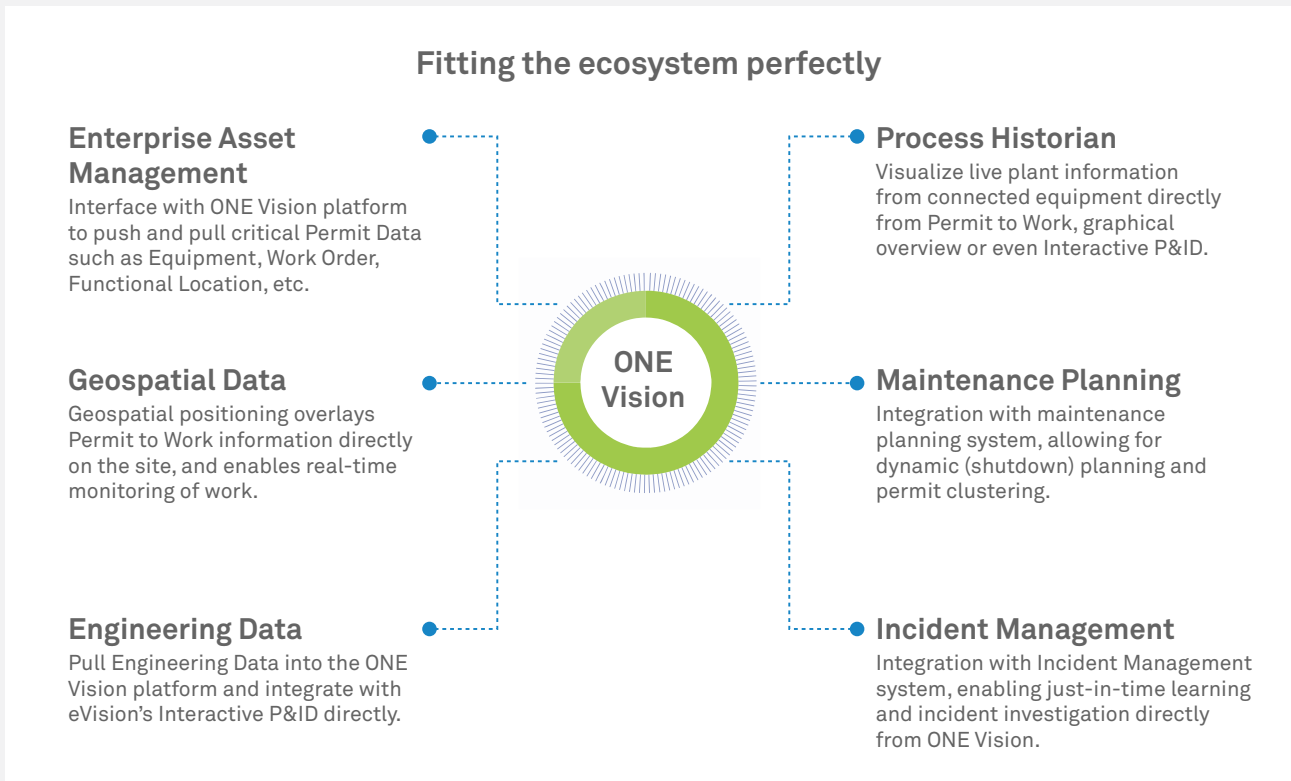 Fitting the ecosystem perfectly
Enterprise Asset
Management
Interface with ONE Vision platform
to push and pull critical Permit Data
such as Equipment, Work Order,
Functional Location, etc.
Geospatial Data
Geospatial positioning overlays
Permit to Work information directly
on the site, and enables real-time
monitoring of work.
Engineering Data
Pull Engineering Data into the ONE
Vision platform and integrate with
eVision's Interactive P&ID directly.
ONE
Vision
Process Historian
Visualize live plant information
from connected equipment directly
from Permit to Work, graphical
overview or even Interactive P&ID.
Maintenance Planning
Integration with maintenance
planning system, allowing for
dynamic (shutdown) planning and
permit clustering.
Incident Management
Integration with Incident Management
system, enabling just-in-time learning
and incident investigation directly
from ONE Vision.